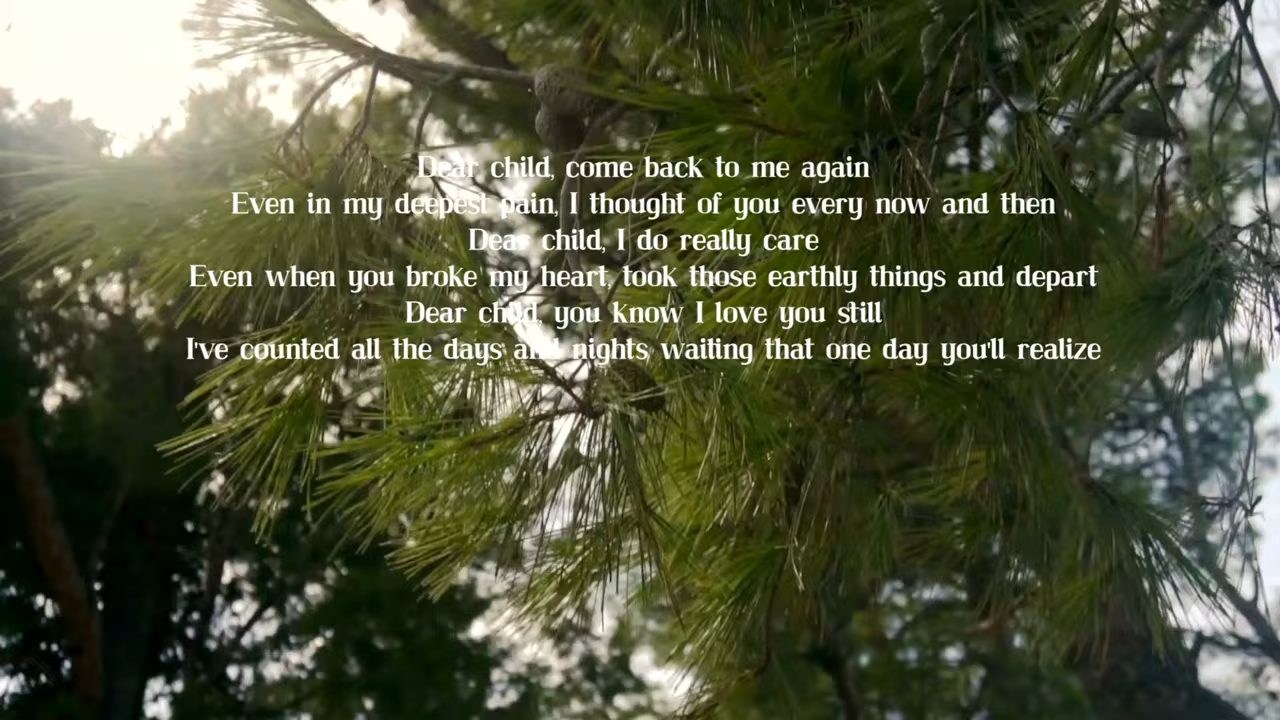 Dear child, come back to me again
Even in my deepest pain, I thought of you every now and then
Dear child, I do really care
Even when you broke my heart, took those earthly things and depart
Dear child, you know I love you still
I've counted all the days and nights, waiting that one day you'll realize